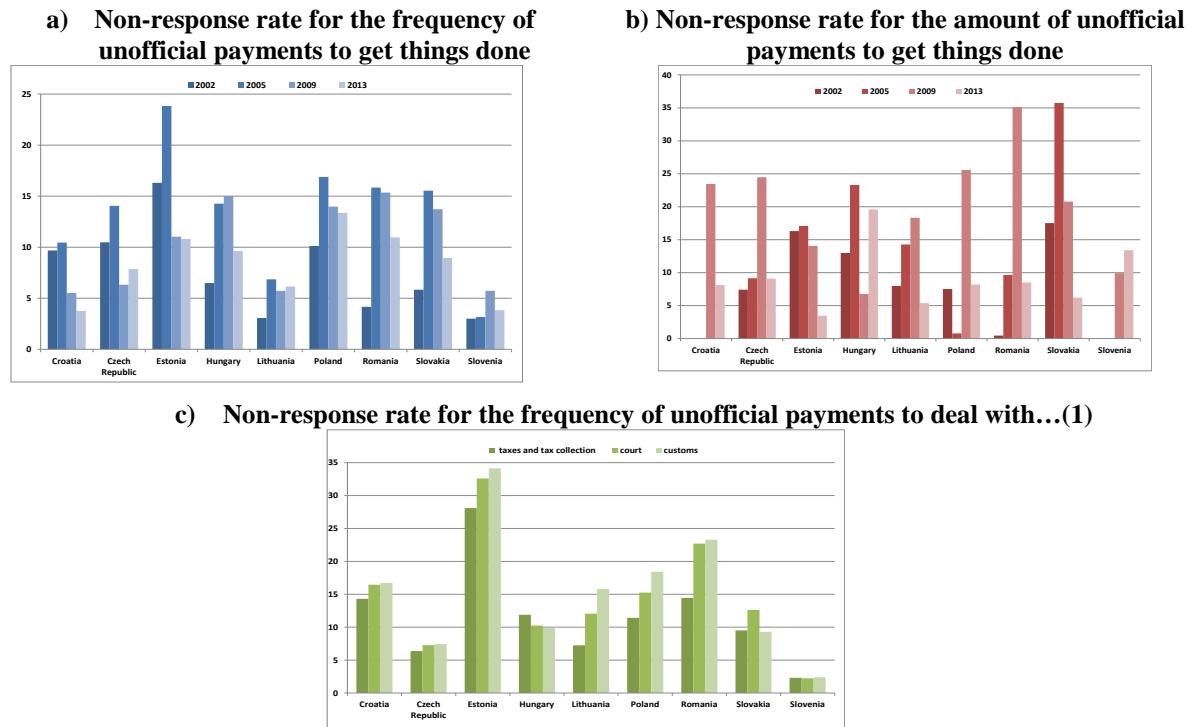 a) Non-response rate for the frequency of
unofficial payments to get things done
2002 2005 2009 2013
25
20
15
10
5
0
Croatia Czech Republic Estonia Hungary Lithuania Poland Romania Slovakia Slovenia
b) Non-response rate for the amount of unofficial
payments to get things done
2002 2005 2009 2013
40
35
30
25
20
15
10
5
0
Croatia Czech Republic Estonia Hungary Lithuania Poland Romania Slovakia Slovenia
c) Non-response rate for the frequency of unofficial payments to deal with…(1)
taxes and tax collection court customs
35
30
25
20
15
10
5
0
Croatia Czech Republic Estonia Hungary Lithuania Poland Romania Slovakia Slovenia